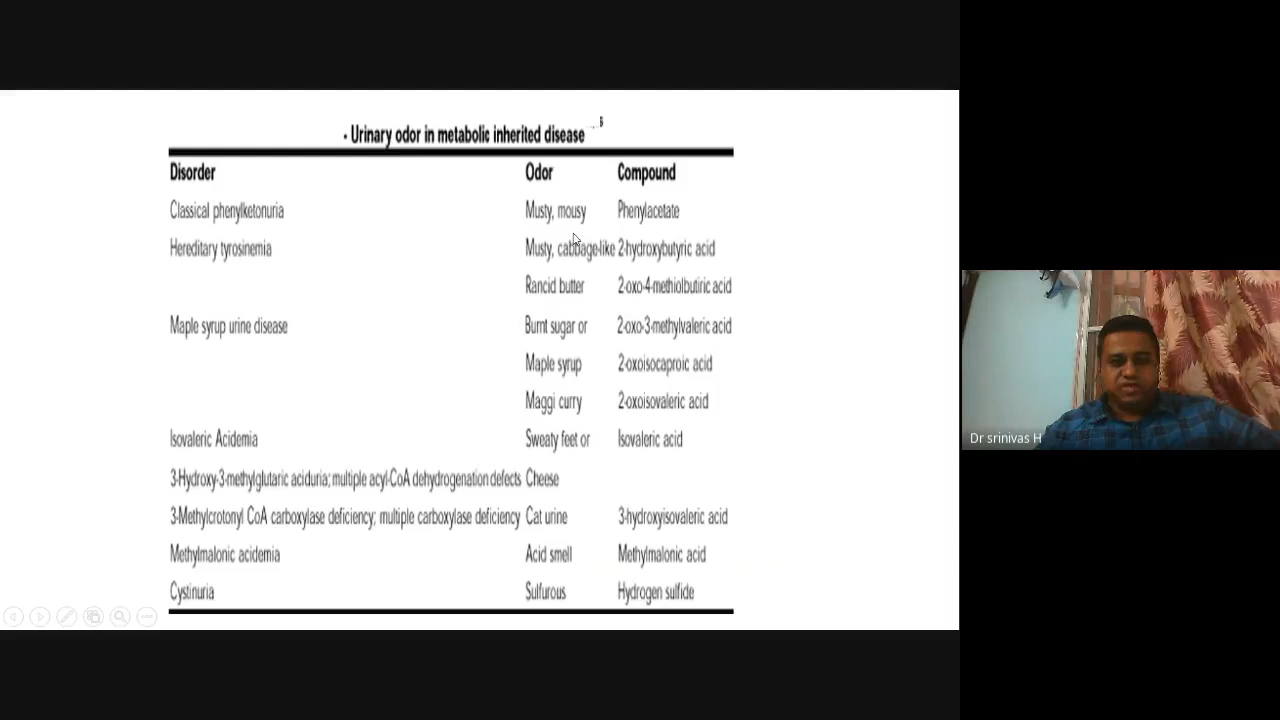 - Urinary odor in metabolic inherited disease
Disorder Odor Compound
Classical phenylketonuria Musty, mousy Phenylacetate
Hereditary tyrosinemia Musty, cabbage-like 2-hydroxybutyric acid
Rancid butter 2-oxo-4-methiolbutiric acid
Maple syrup urine disease Burnt sugar or 2-oxo-3-methylvaleric acid
Maple syrup 2-oxoisocaproic acid
Maggi curry 2-oxoisovaleric acid
Isovaleric Acidemia Sweaty feet or Isovaleric acid
3-Hydroxy-3-methylglutaric aciduria; multiple acyl-CoA dehydrogenation defects Cheese
3-Methylcrotonyl CoA carboxylase deficiency; multiple carboxylase deficiency Cat urine 3-hydroxyisovaleric acid
Methylmalonic acidemia Acid smell Methylmalonic acid
Cystinuria Sulfurous Hydrogen sulfide
Dr srinivas H